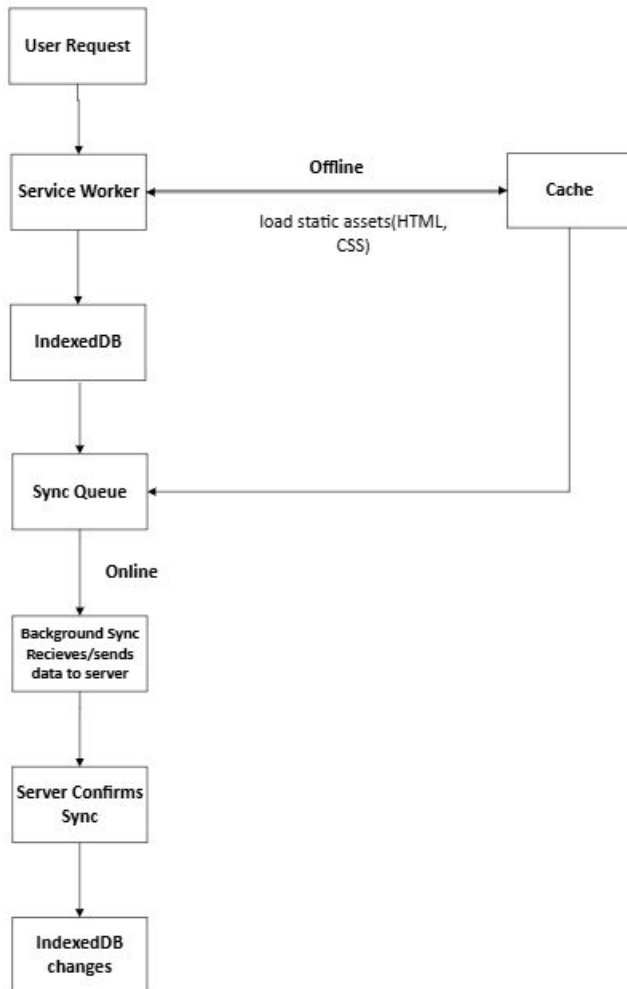 User Request
Offline
Service Worker
Cache
load static assets(HTML,
CSS)
IndexedDB
Sync Queue
Online
Background Sync
Recieves/sends
data to server
Server Confirms
Sync
IndexedDB
changes